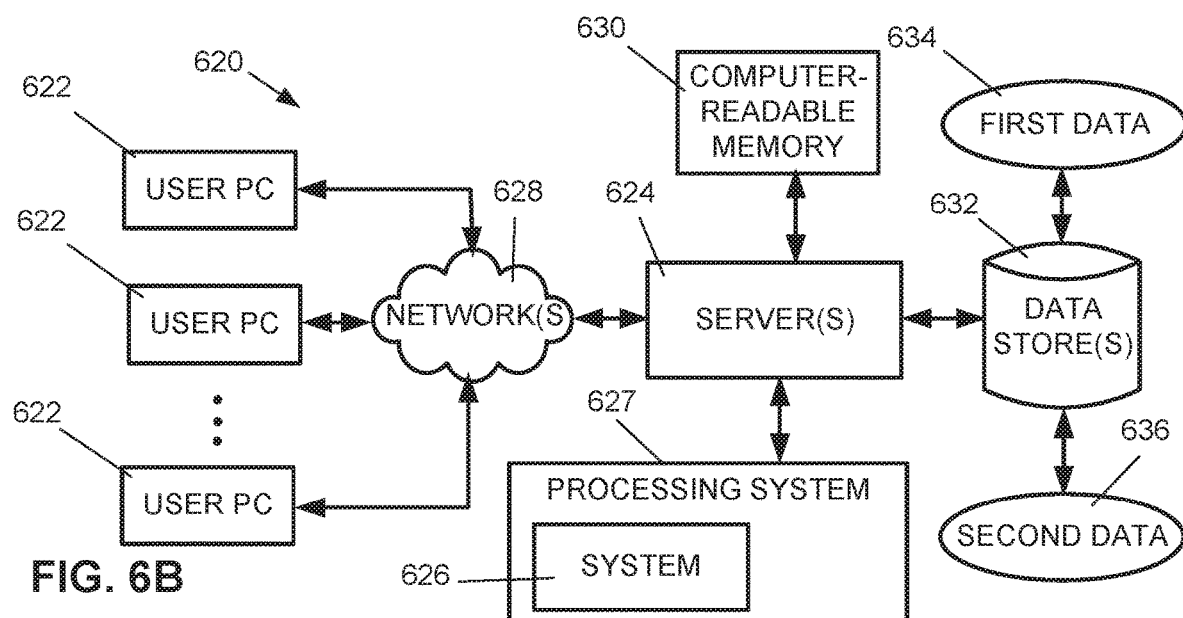 620
622
USER PC
622
USER PC
622
USER PC
628
NETWORK(S
630
COMPUTER-
READABLE
MEMORY
624
SERVER(S)
634
FIRST DATA
632
DATA
STORE(S)
636
SECOND DATA
627
PROCESSING SYSTEM
626
SYSTEM
FIG. 6B